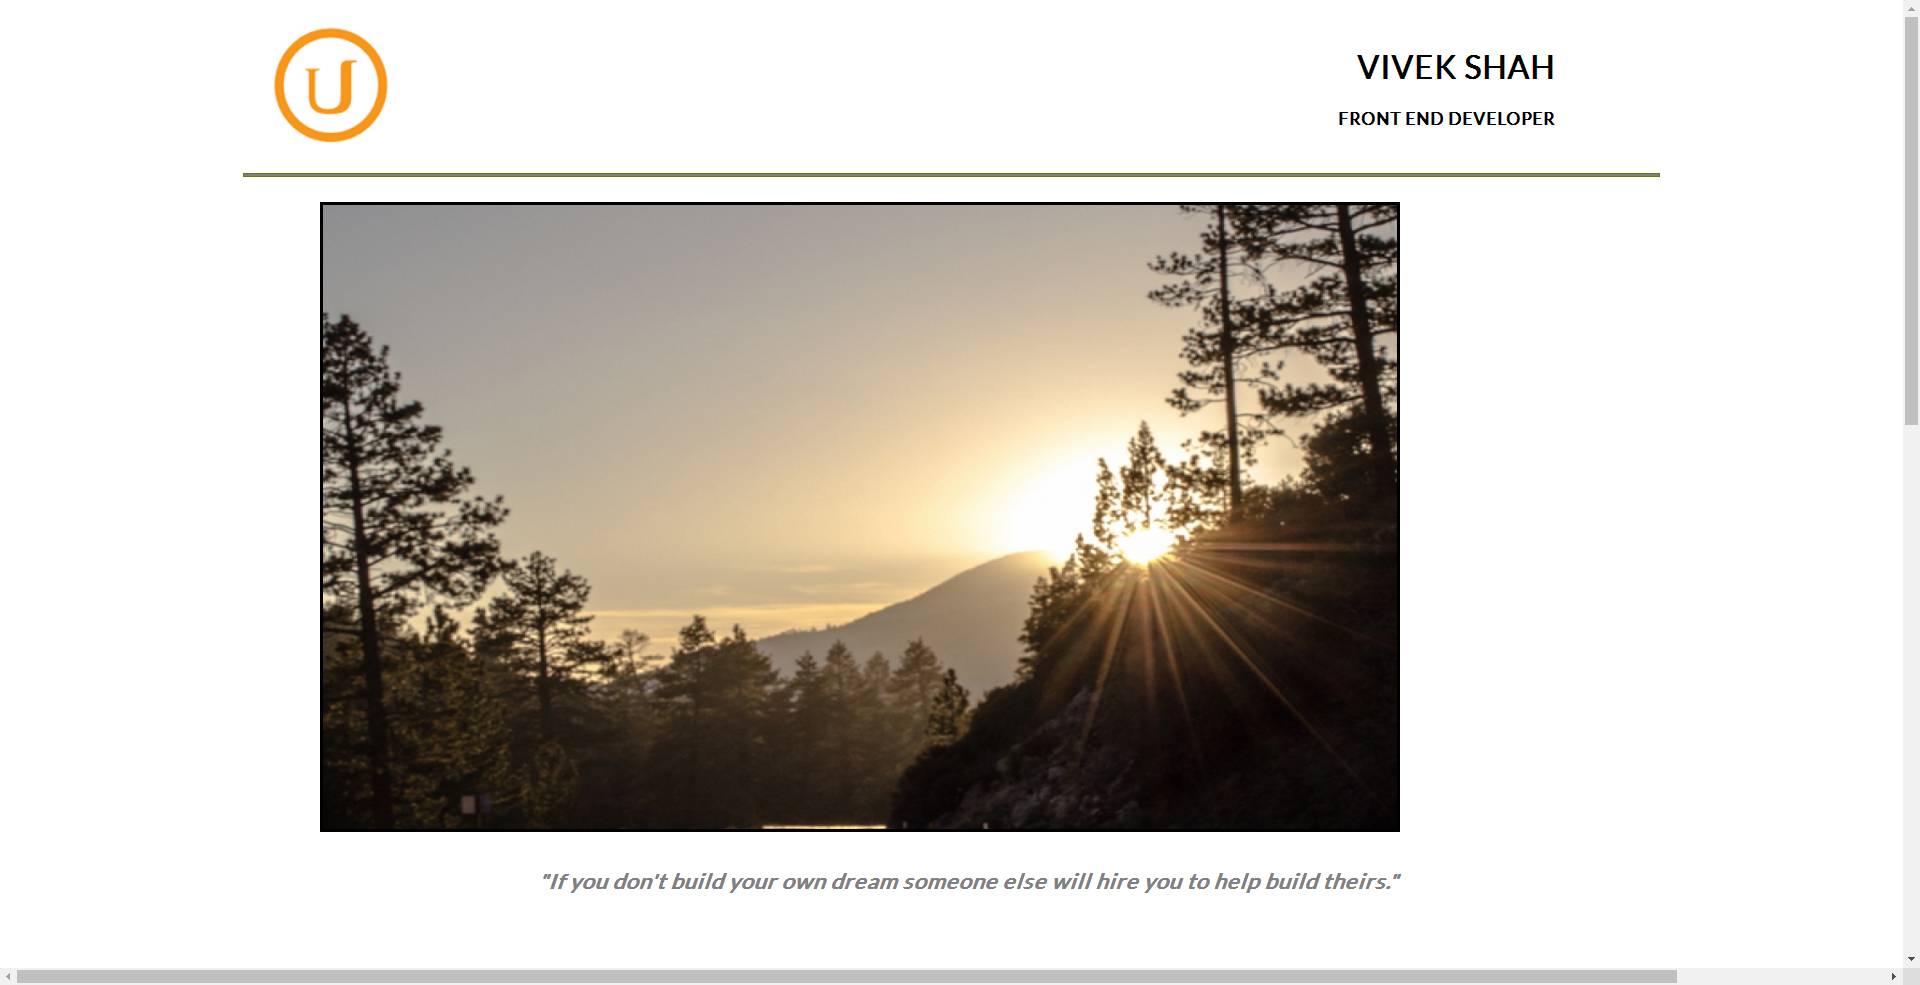 U
VIVEK SHAH
FRONT END DEVELOPER
"If you don't build your own dream someone else will hire you to help build theirs."